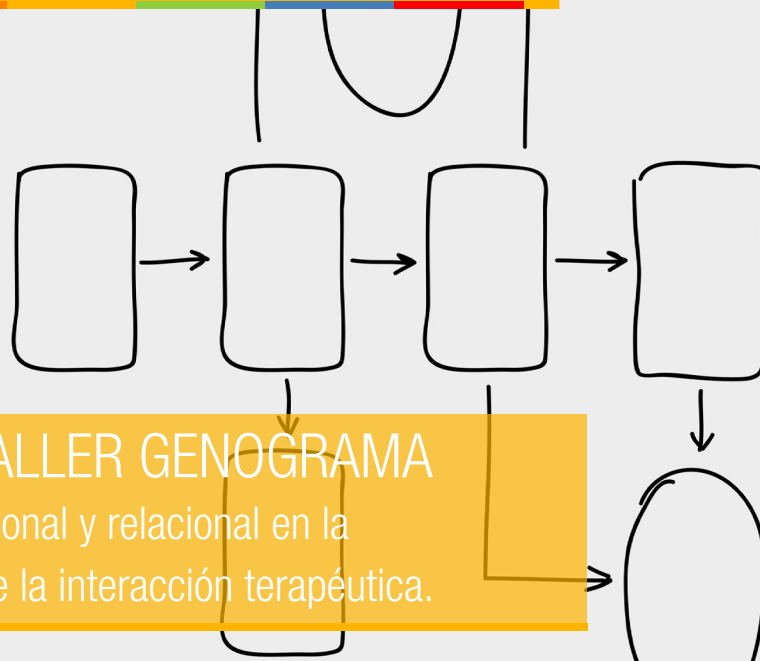 ALLER GENOGRAMA
onal y relacional en la
e la interacción terapéutica.